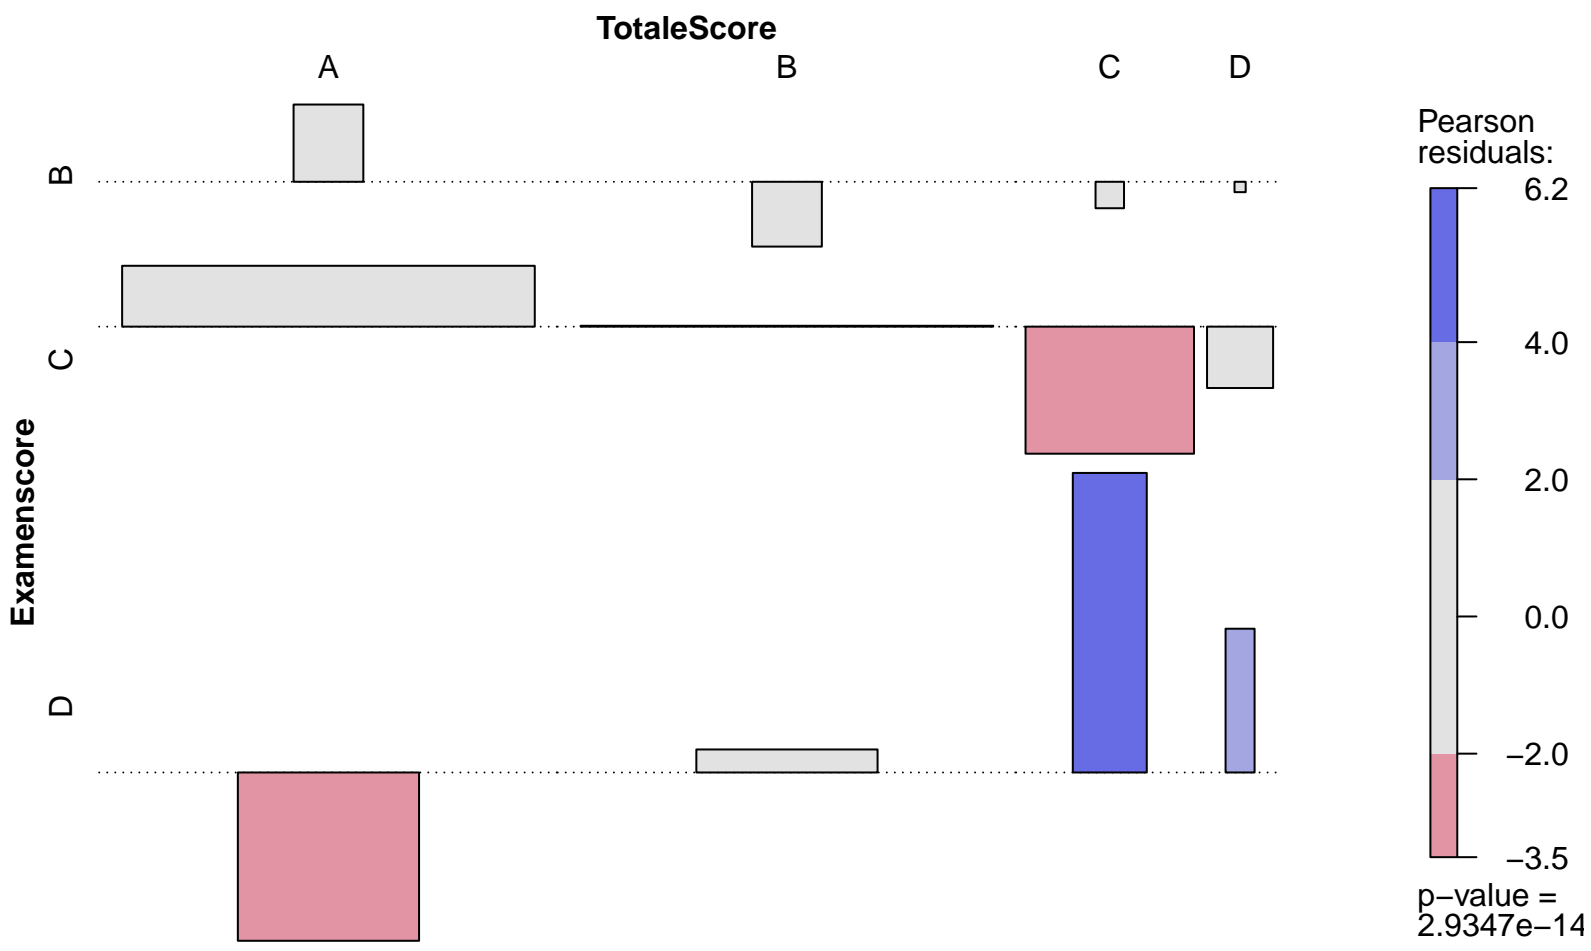 TotaleScore
A B C D
B
C
D
Examenscore
Pearson
residuals:
6.2
4.0
2.0
0.0
−2.0
−3.5
p−value =
2.9347e−14